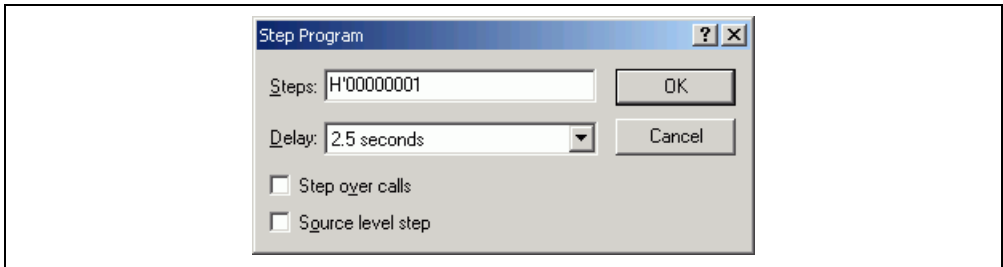 Step Program
Steps: H'00000001 OK
Delay: 2.5 seconds Cancel
Step over calls
Source level step